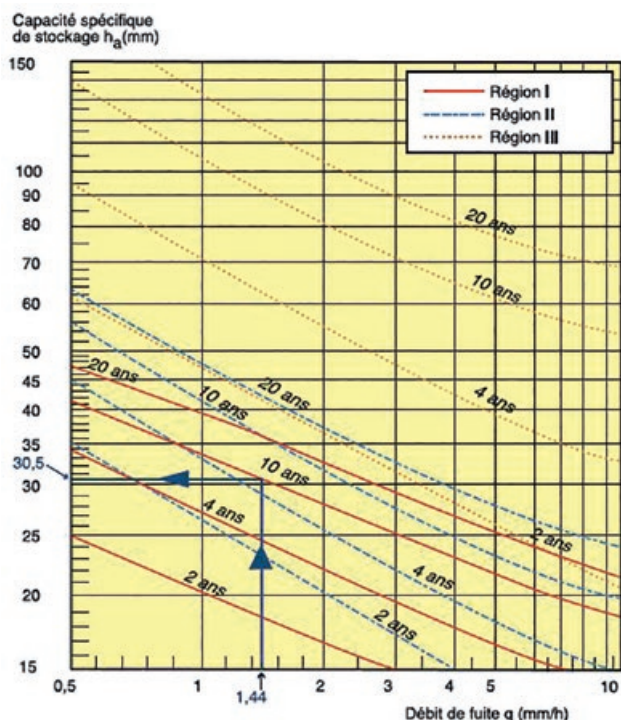 Capacité spécifique
de stockage ha(mm)
150
100
90
80
70
60
50
45
40
35
30,5
30
25
20
15
Région I
Région II
Région III
20 ans
10 ans
4 ans
20 ans
10 ans
20 ans
10 ans
4 ans
2 ans
4 ans
2 ans
2 ans
0,5
1
2
3
4
5
10
1,44
Débit de fuite q (mm/h)